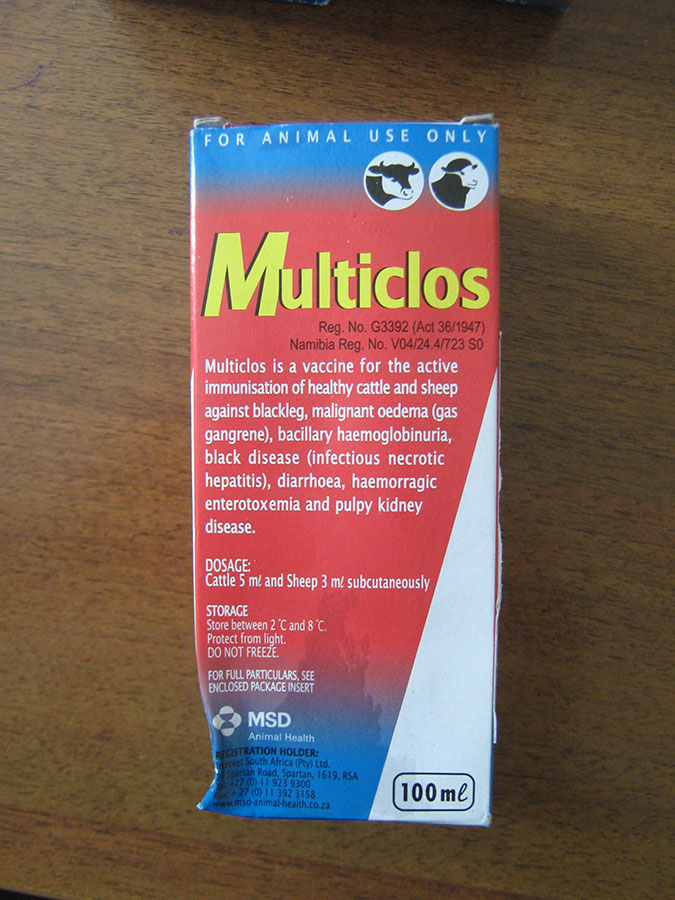 FOR ANIMAL USE ONLY
Multiclos
Reg. No. G3392 (Act 36/1947)
Namibia Reg. No. V04/24.4/723 S0
Multiclos is a vaccine for the active
immunisation of healthy cattle and sheep
against blackleg, malignant oedema (gas
gangrene), bacillary haemoglobinuria,
black disease (infectious necrotic
hepatitis), diarrhoea, haemorragic
enterotoxemia and pulpy kidney
disease.
DOSAGE:
Cattle 5 mℓ and Sheep 3 mℓ subcutaneously
STORAGE
Store between 2 °C and 8 °C.
Protect from light.
DO NOT FREEZE.
FOR FULL PARTICULARS, SEE
ENCLOSED PACKAGE INSERT
MSD
Animal Health
REGISTRATION HOLDER:
South Africa (Pty) Ltd.
Spartan Road, Spartan, 1619, RSA
+27 (0) 11 923 9300
Fax: + 27 (0) 11 392 3158
www.msd-animal-health.co.za
100 mℓ